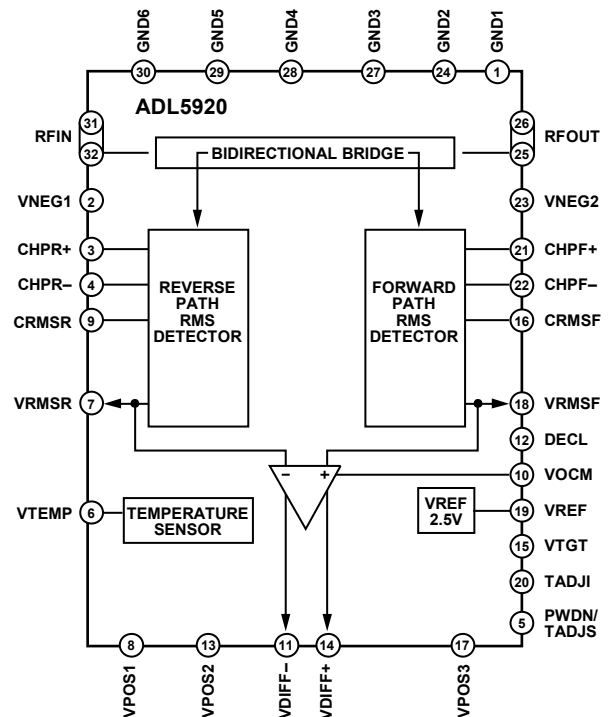 GND6
GND5
GND4
GND3
GND2
GND1
30
29
28
27
24
1
ADL5920
31
26
RFIN
RFOUT
32
25
BIDIRECTIONAL BRIDGE
VNEG1
2
23
VNEG2
CHPR+
3
21
CHPF+
CHPR–
4
22
CHPF–
CRMSR
9
16
CRMSF
REVERSE
PATH
RMS
DETECTOR
FORWARD
PATH
RMS
DETECTOR
VRMSR
7
18
VRMSF
12
DECL
–
+
10
VOCM
VTEMP
6
TEMPERATURE
SENSOR
VREF
2.5V
19
VREF
15
VTGT
20
TADJI
5
PWDN/
TADJS
8
13
11
14
17
VPOS1
VPOS2
VDIFF–
VDIFF+
VPOS3